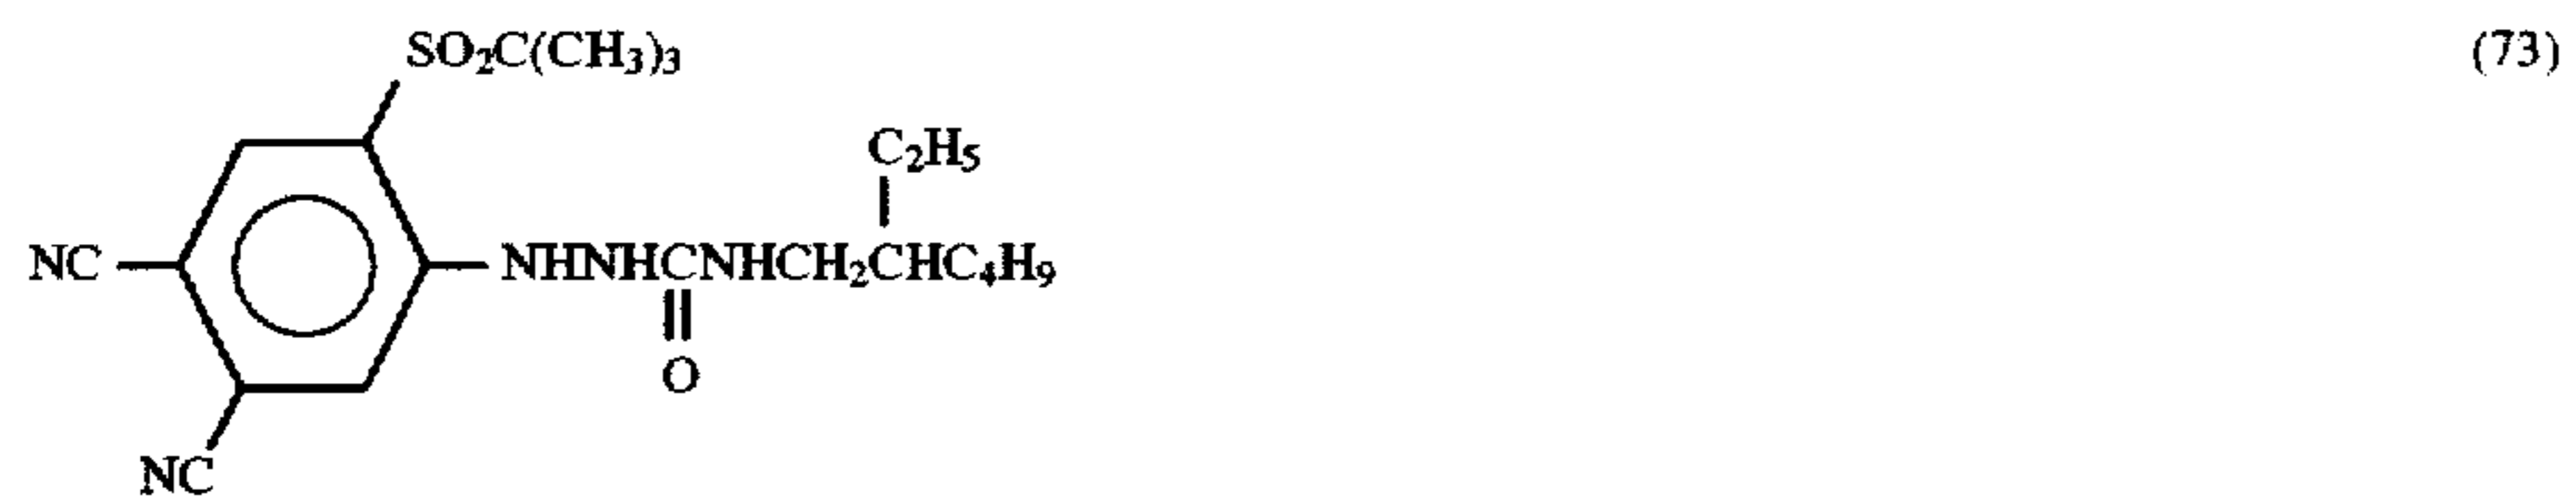 SO₂C(CH₃)₃ (73)
C₂H₅
NC NHNHCNHCH₂CHC₄H₉
O
NC